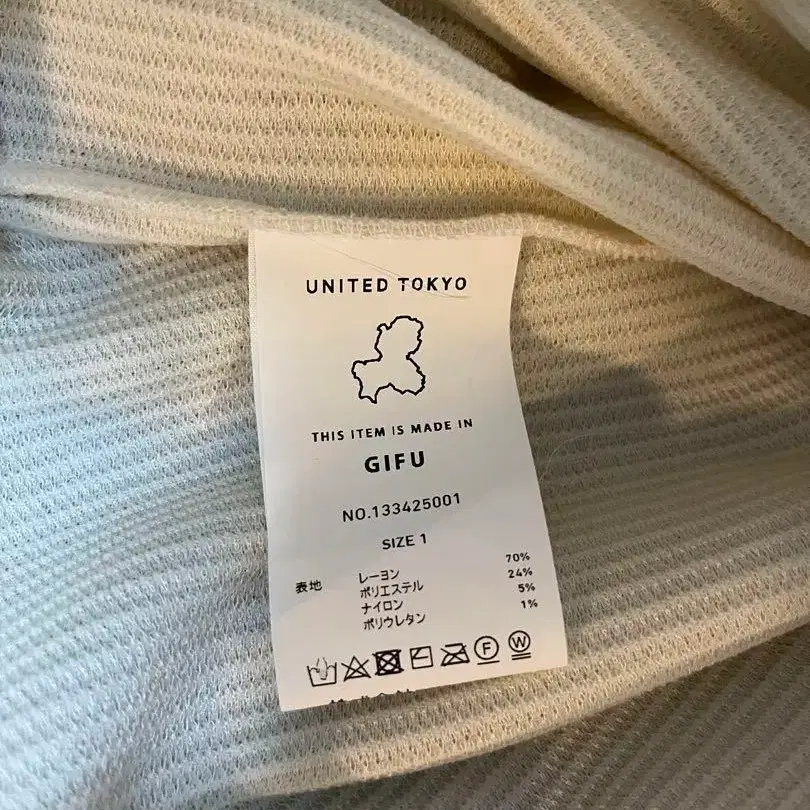 UNITED TOKYO
THIS ITEM IS MADE IN
GIFU
NO.133425001
SIZE 1
表地 レーヨン 70%
ポリエステル 24%
ナイロン 5%
ポリウレタン 1%
F W